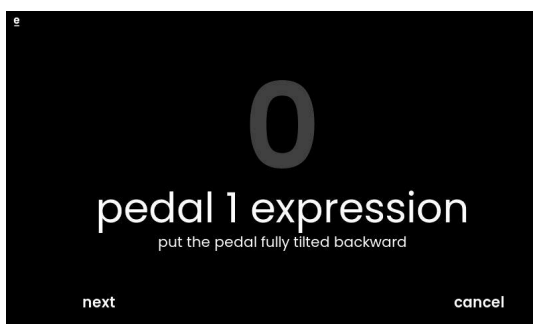 e
0
pedal 1 expression
put the pedal fully tilted backward
next cancel